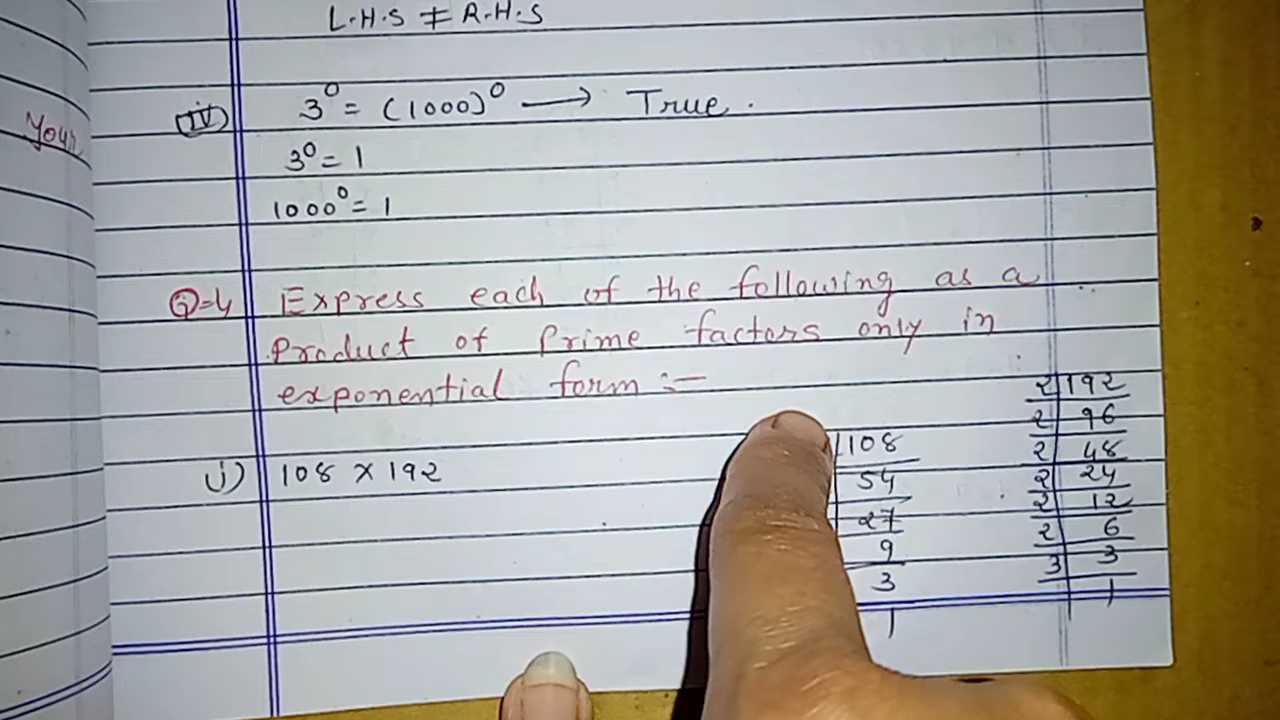 L.H.S ≠ R.H.S
Your
(IV) 3⁰ = (1000)⁰ → True.
3⁰ = 1
1000⁰ = 1
Q=4 Express each of the following as a
Product of Prime factors only in
exponential form :-
(i) 108 × 192
108
54
27
9
3
1
2 192
2 96
2 48
2 24
2 12
2 6
3 3
1